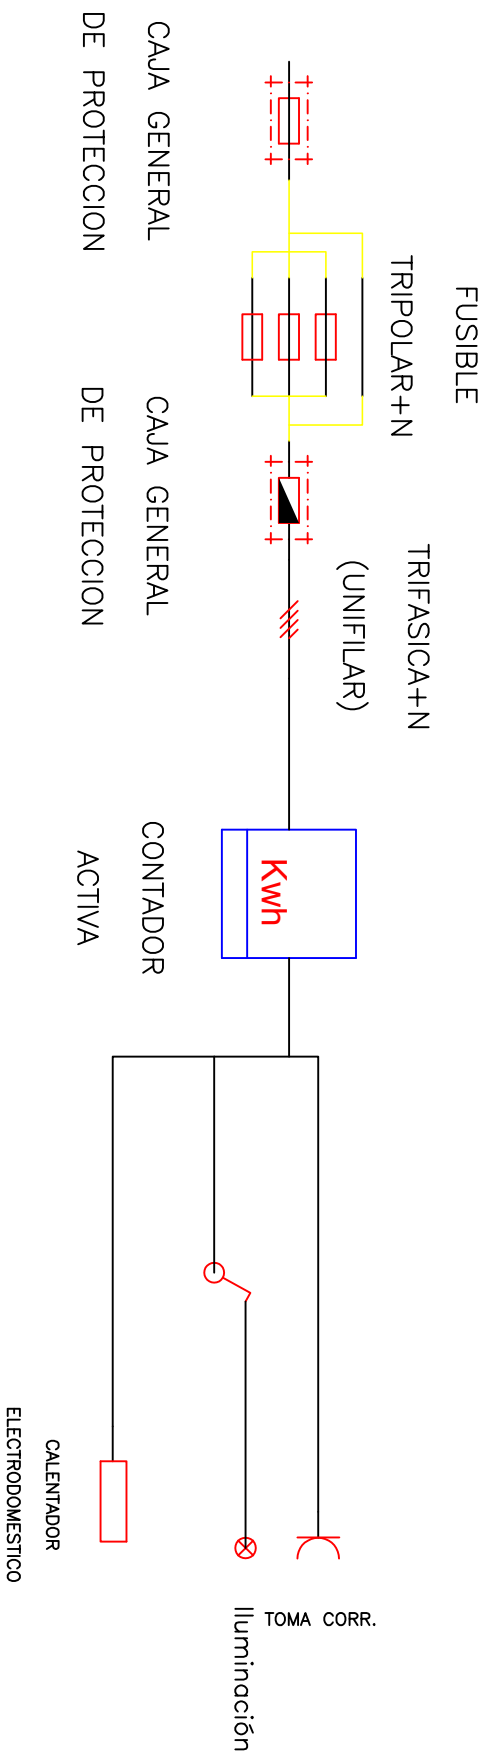 CAJA GENERAL
DE PROTECCION
FUSIBLE
TRIPOLAR+N
CAJA GENERAL
DE PROTECCION
TRIFASICA+N
(UNIFILAR)
CONTADOR
ACTIVA
Kwh
CALENTADOR
ELECTRODOMESTICO
TOMA CORR.
Iluminación